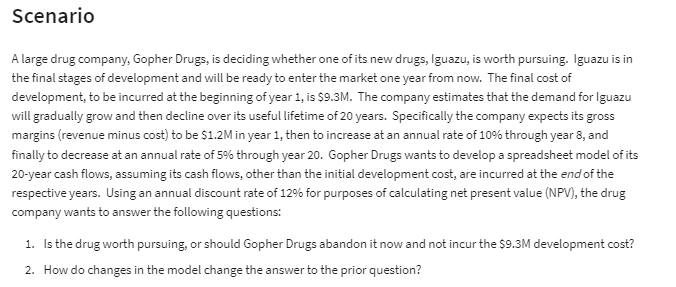 Scenario
A large drug company, Gopher Drugs, is deciding whether one of its new drugs, Iguazu, is worth pursuing. Iguazu is in
the final stages of development and will be ready to enter the market one year from now. The final cost of
development, to be incurred at the beginning of year 1, is $9.3M. The company estimates that the demand for Iguazu
will gradually grow and then decline over its useful lifetime of 20 years. Specifically the company expects its gross
margins (revenue minus cost) to be $1.2M in year 1, then to increase at an annual rate of 10% through year 8, and
finally to decrease at an annual rate of 5% through year 20. Gopher Drugs wants to develop a spreadsheet model of its
20-year cash flows, assuming its cash flows, other than the initial development cost, are incurred at the end of the
respective years. Using an annual discount rate of 12% for purposes of calculating net present value (NPV), the drug
company wants to answer the following questions:
1. Is the drug worth pursuing, or should Gopher Drugs abandon it now and not incur the $9.3M development cost?
2. How do changes in the model change the answer to the prior question?